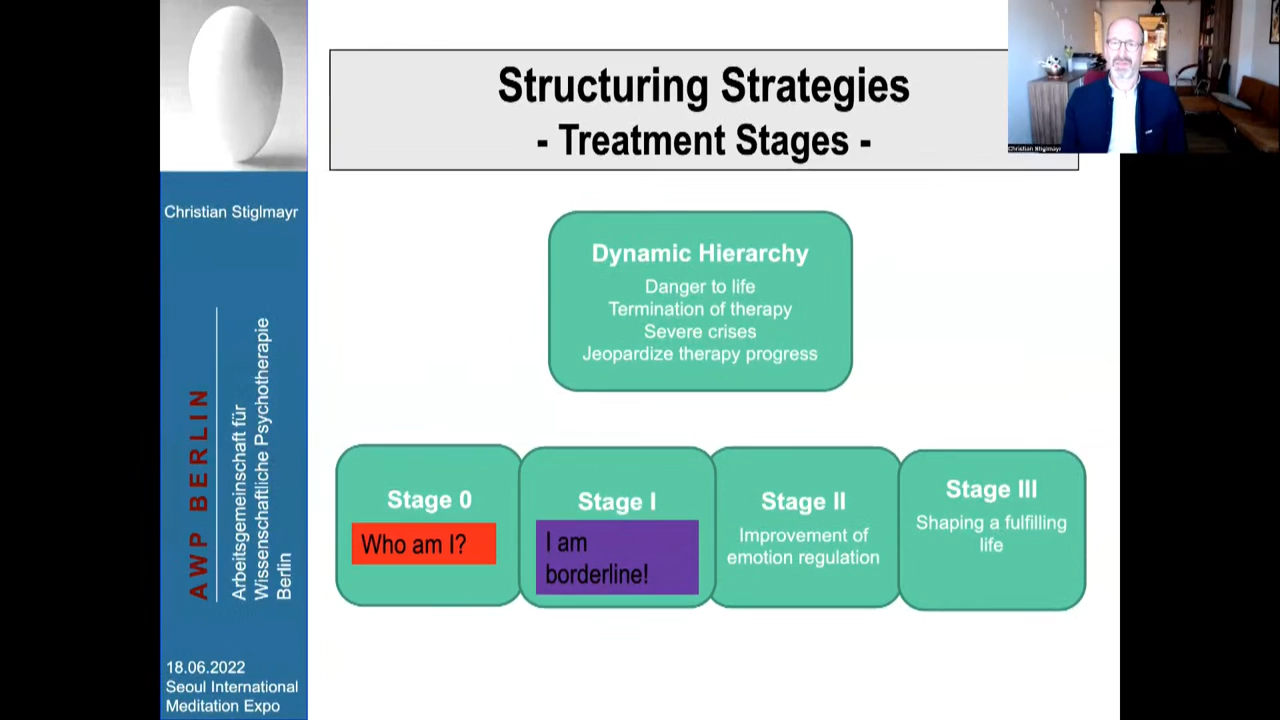 Structuring Strategies
- Treatment Stages -
Christian Stiglmayr
Christian Stiglmayr
Dynamic Hierarchy
Danger to life
Termination of therapy
Severe crises
Jeopardize therapy progress
AWP BERLIN
Arbeitsgemeinschaft für
Wissenschaftliche Psychotherapie
Berlin
Stage 0
Who am I?
Stage I
I am
borderline!
Stage II
Improvement of
emotion regulation
Stage III
Shaping a fulfilling
life
18.06.2022
Seoul International
Meditation Expo